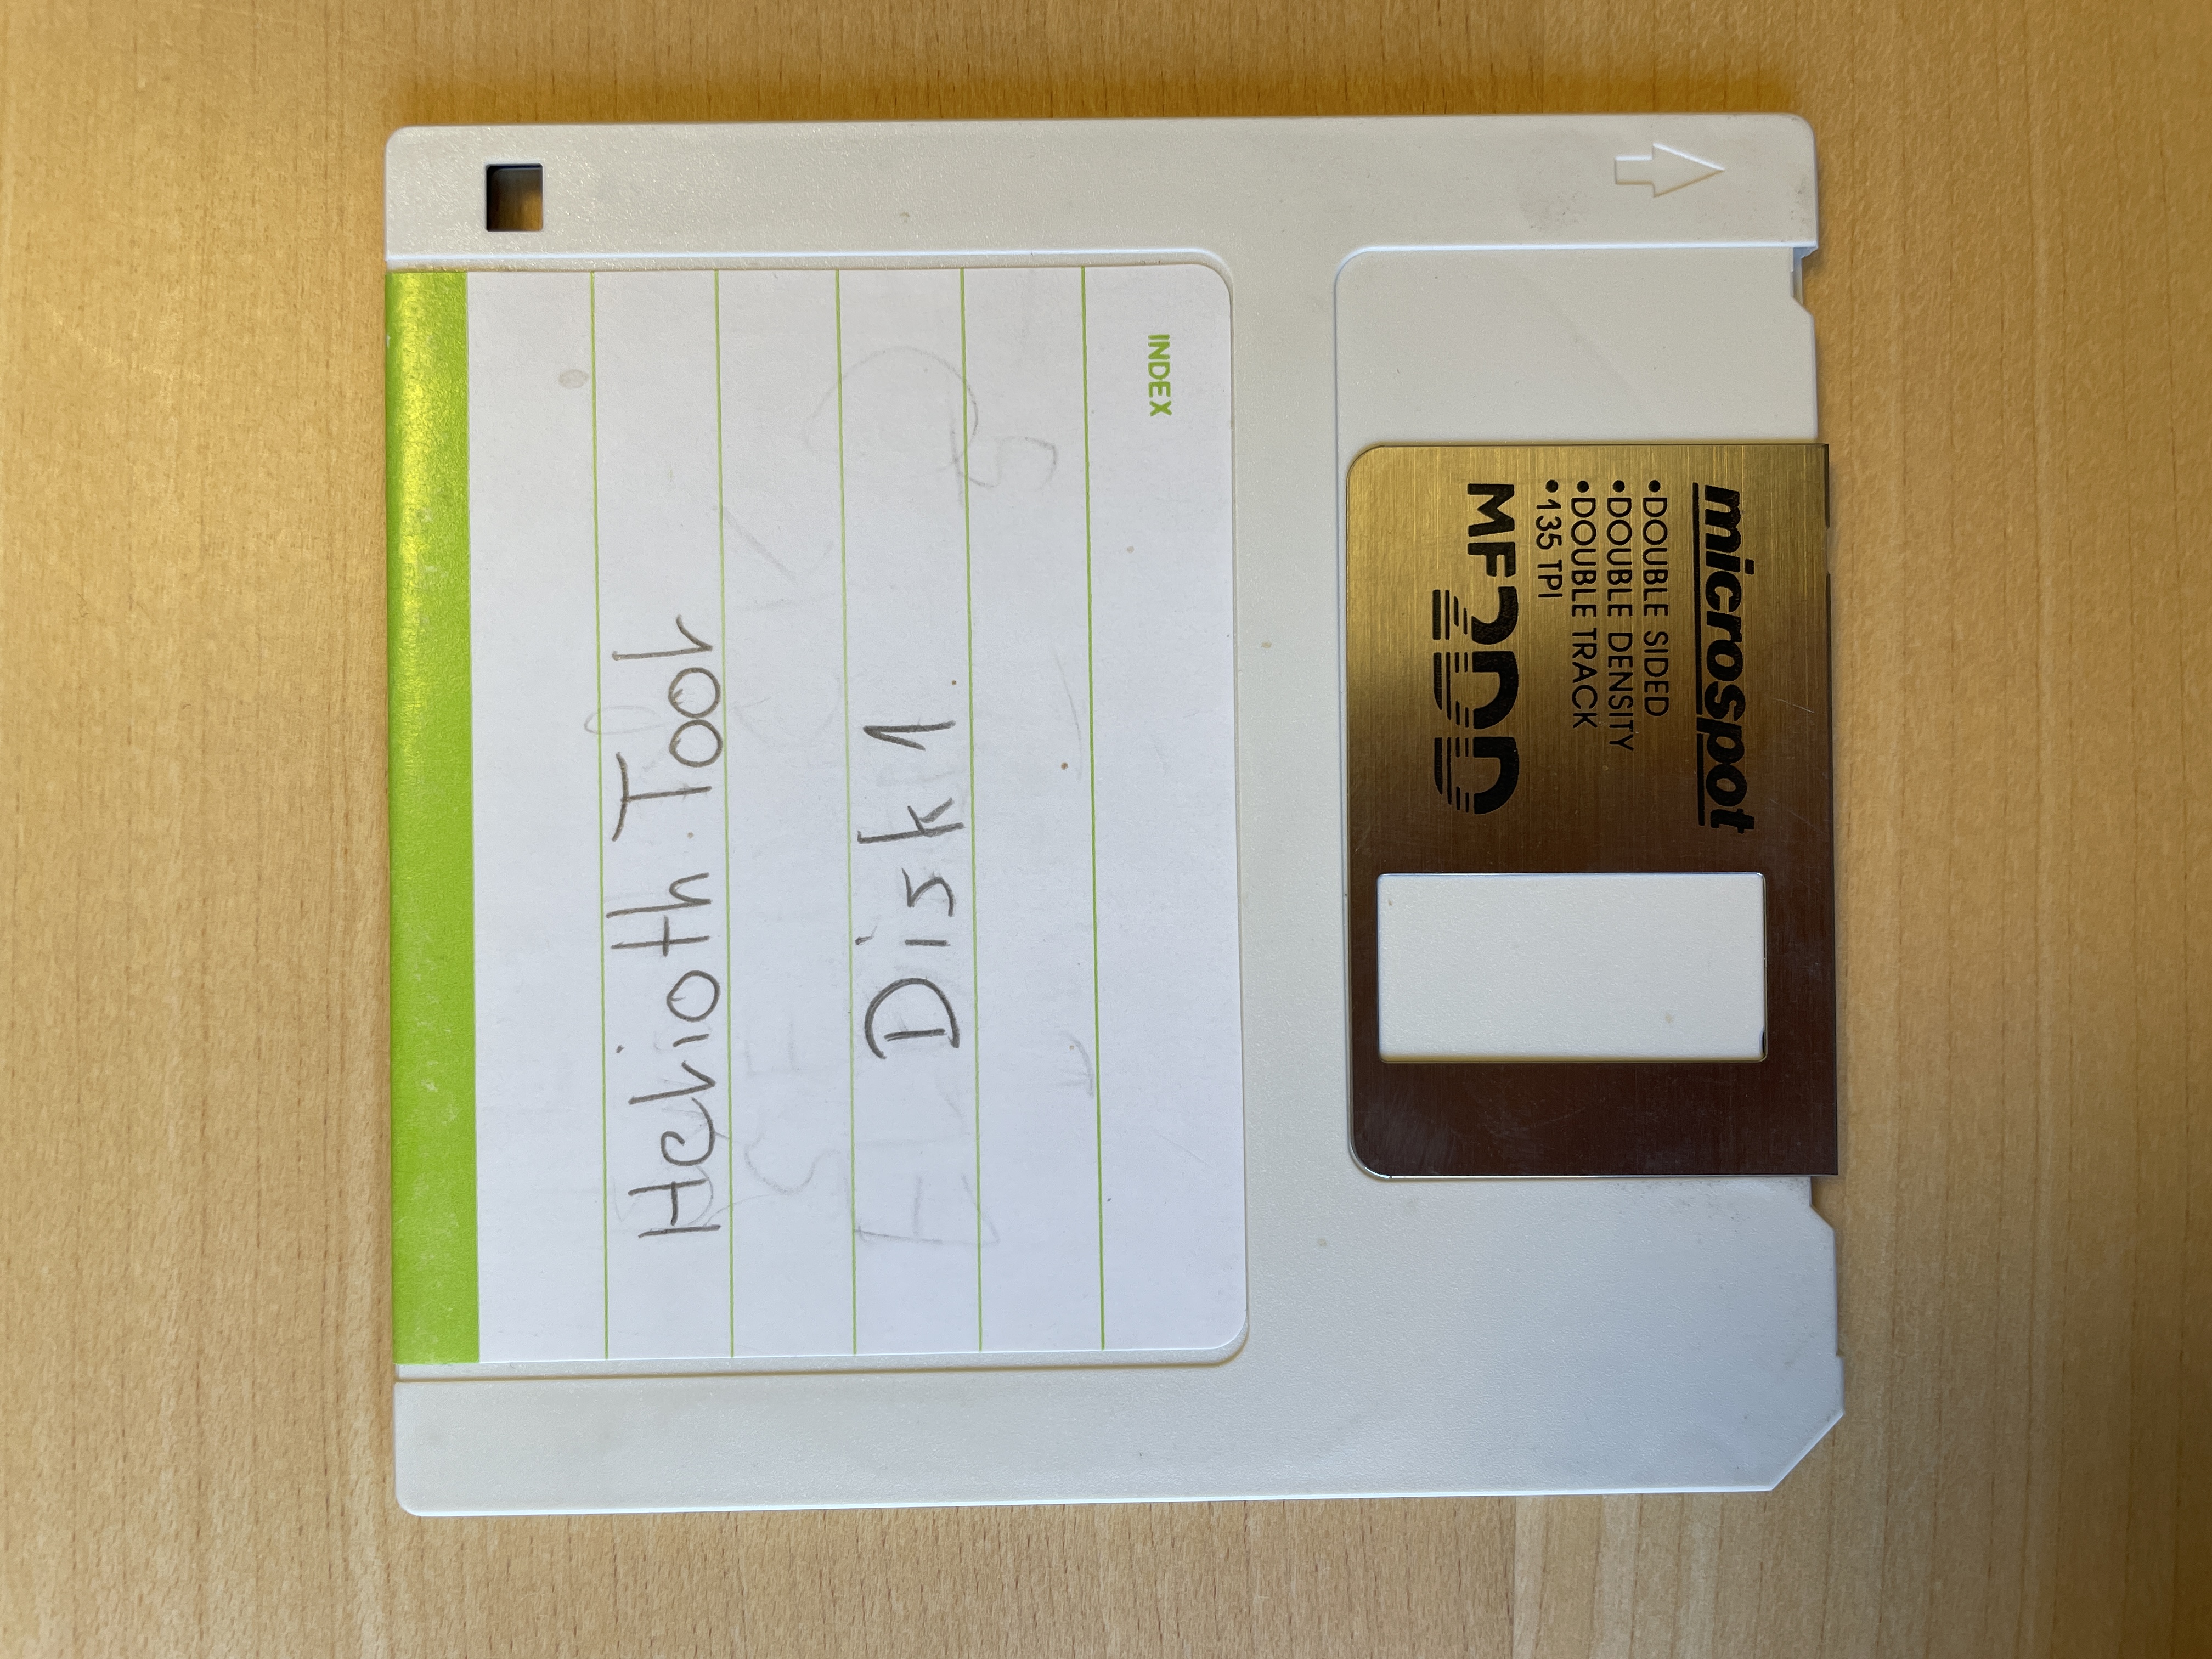 Helioth Tool
Disk 1
INDEX
MF2DD
•135 TPI
•DOUBLE TRACK
•DOUBLE DENSITY
•DOUBLE SIDED
microspot